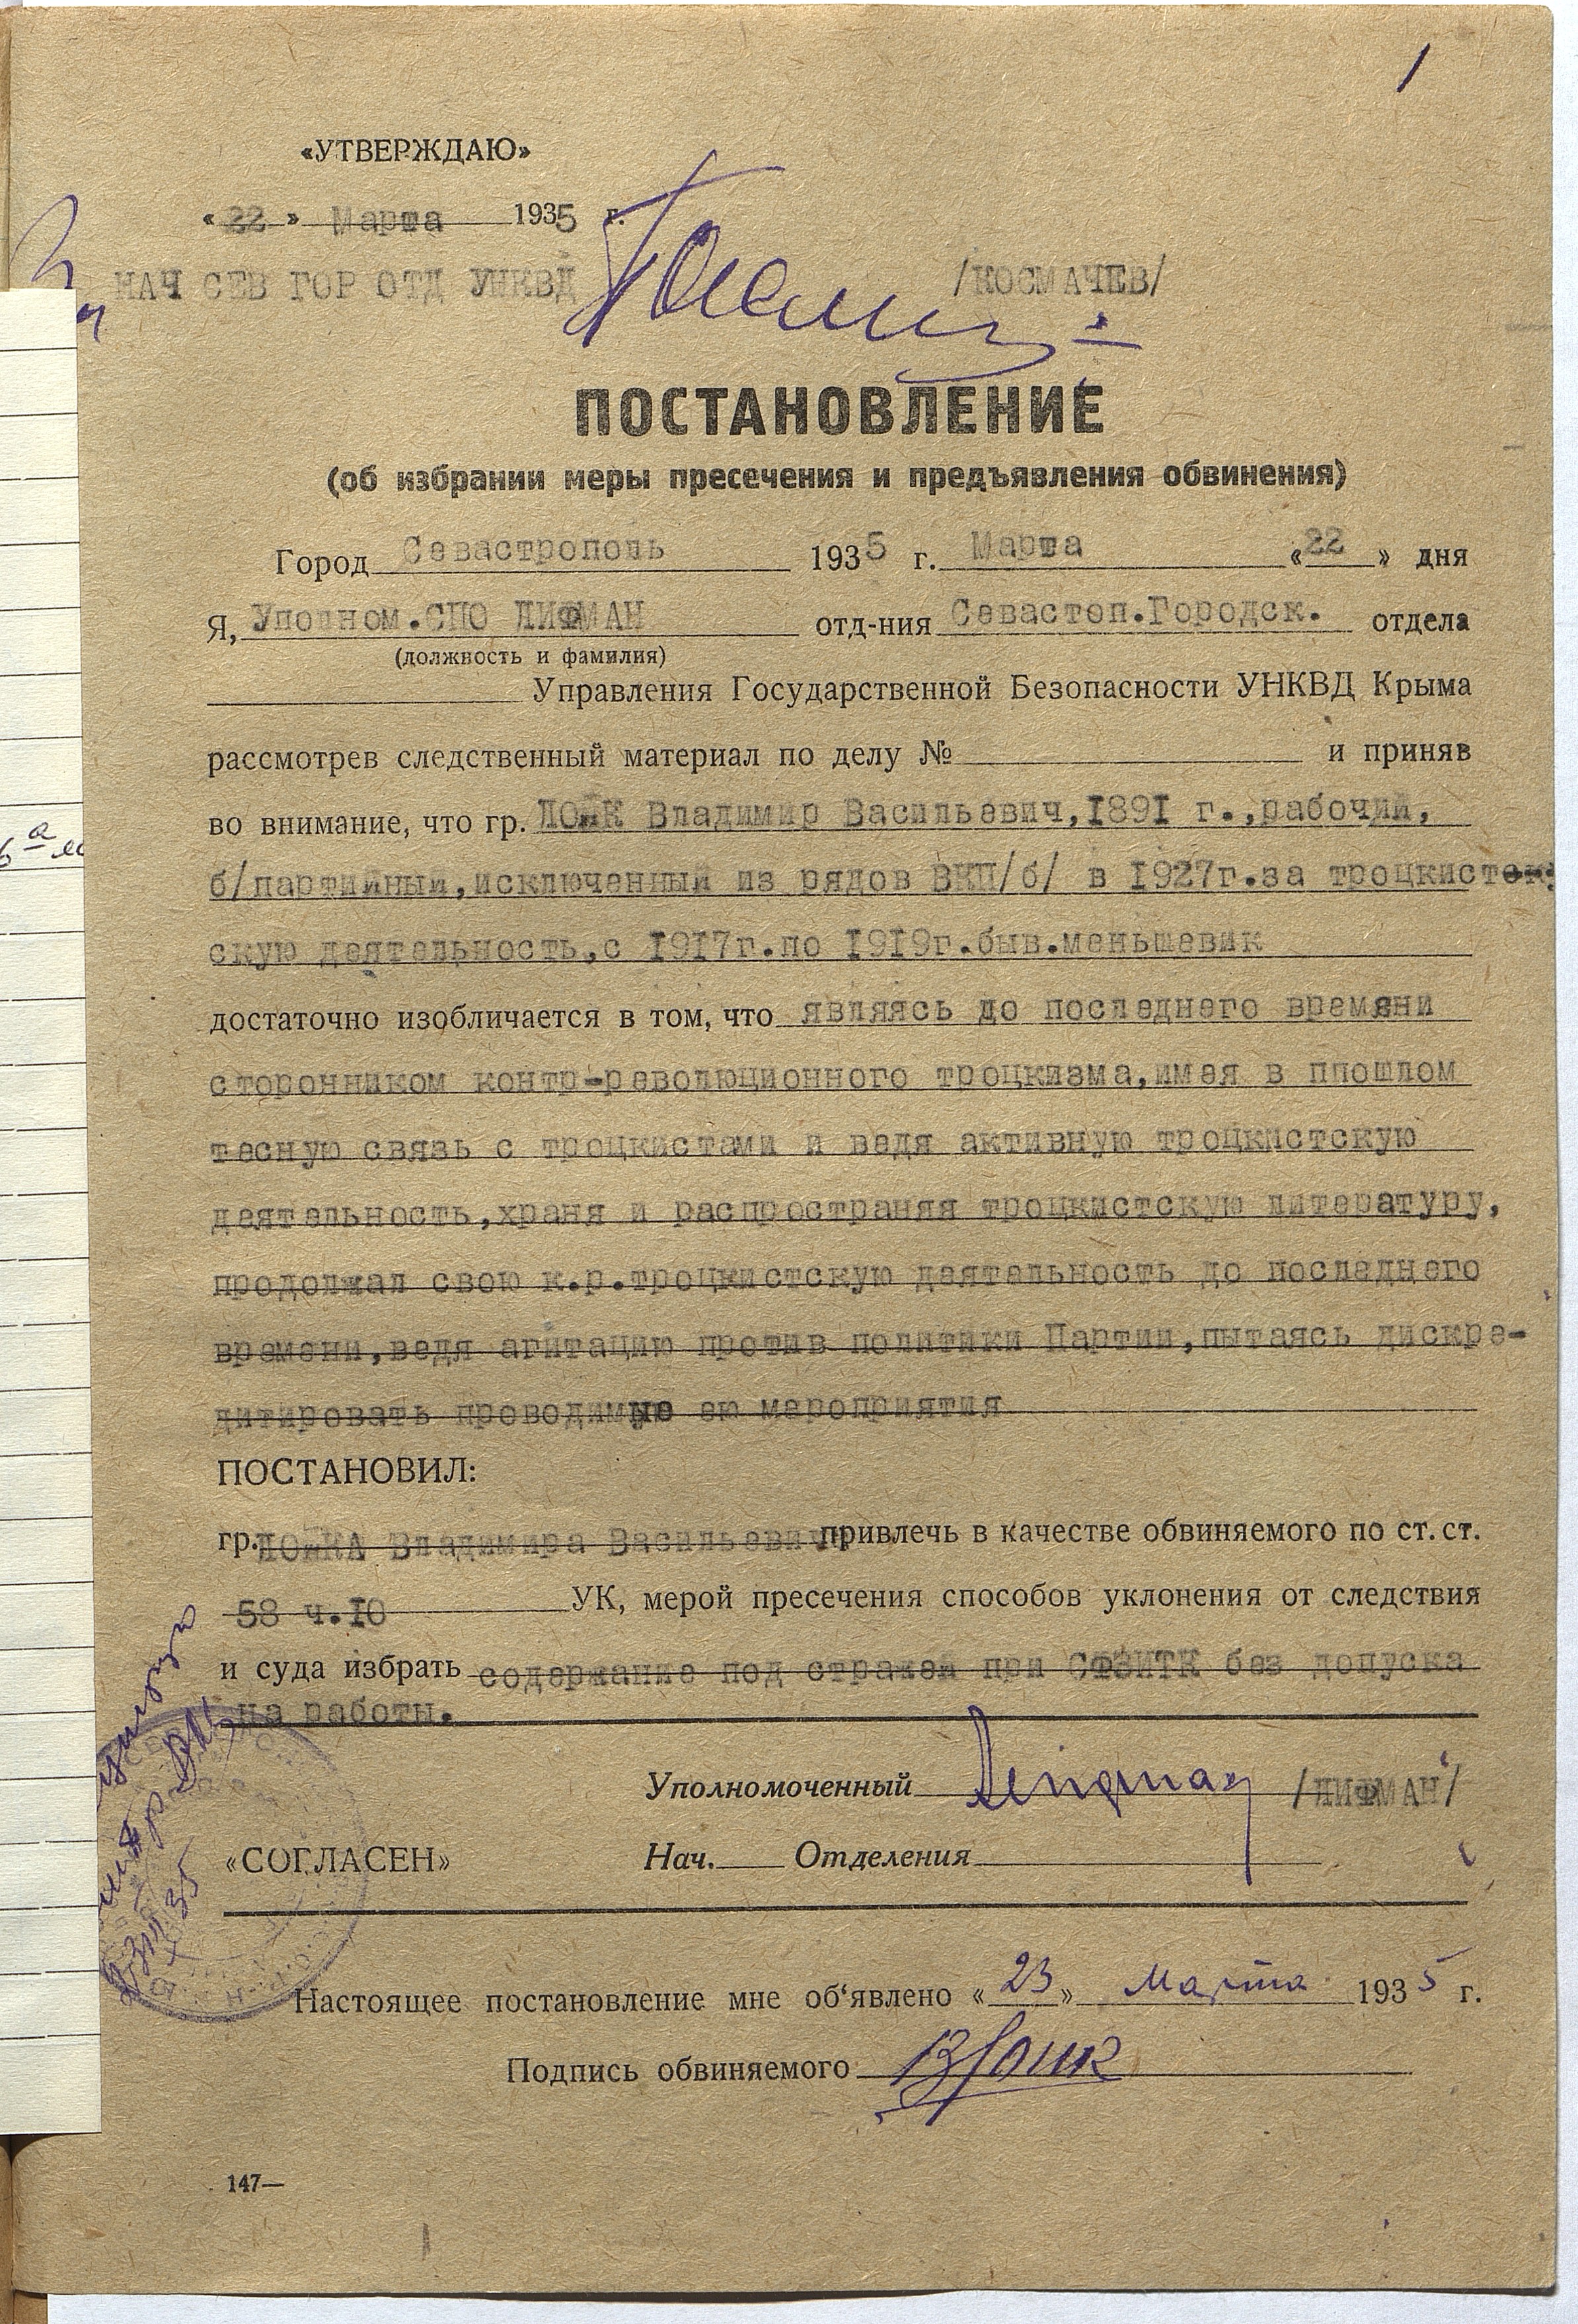 1
«УТВЕРЖДАЮ»
«22» Марта 1935 г.
НАЧ СЕВ ГОР ОТД УНКВД /КОСМАЧЕВ/
ПОСТАНОВЛЕНИЕ
(об избрании меры пресечения и предъявления обвинения)
Город Севастрополь 1935 г. Марта «22» дня
Я, Уполном.СПО ЛИФМАН отд-ния Севастоп.Городск. отдела
(должность и фамилия)
Управления Государственной Безопасности УНКВД Крыма
рассмотрев следственный материал по делу № и приняв
во внимание, что гр. ЛОИК Владимир Васильевич,1891 г.,рабочий,
б/партийный,исключенный из рядов ВКП/б/ в 1927г.за троцкист
скую деятельность,с 1917г.по 1919г.быв.меньшевик
достаточно изобличается в том, что являясь до последнего времени
сторонником контр-революционного троцкизма,имея в ппошлом
тесную связь с троцкистами и ведя активную троцкистскую
деятельность,храня и распространяя троцкистскую литературу,
продолжал свою к.р.троцкистскую деятельность до последнего
времени,ведя агитацию против политики Партии,пытаясь дискре-
дитировать проводимые ею мероприятия
ПОСТАНОВИЛ:
гр. ЛОИКА Владимира Васильевича привлечь в качестве обвиняемого по ст. ст.
58 ч.10 УК, мерой пресечения способов уклонения от следствия
и суда избрать содержание под стражей при СФЗИТК без допуска
на работы.
Уполномоченный /ЛИФМАН/
«СОГЛАСЕН» Нач. Отделения
Настоящее постановление мне об‘явлено «23» Марта 1935 г.
Подпись обвиняемого ВЛоик
147—